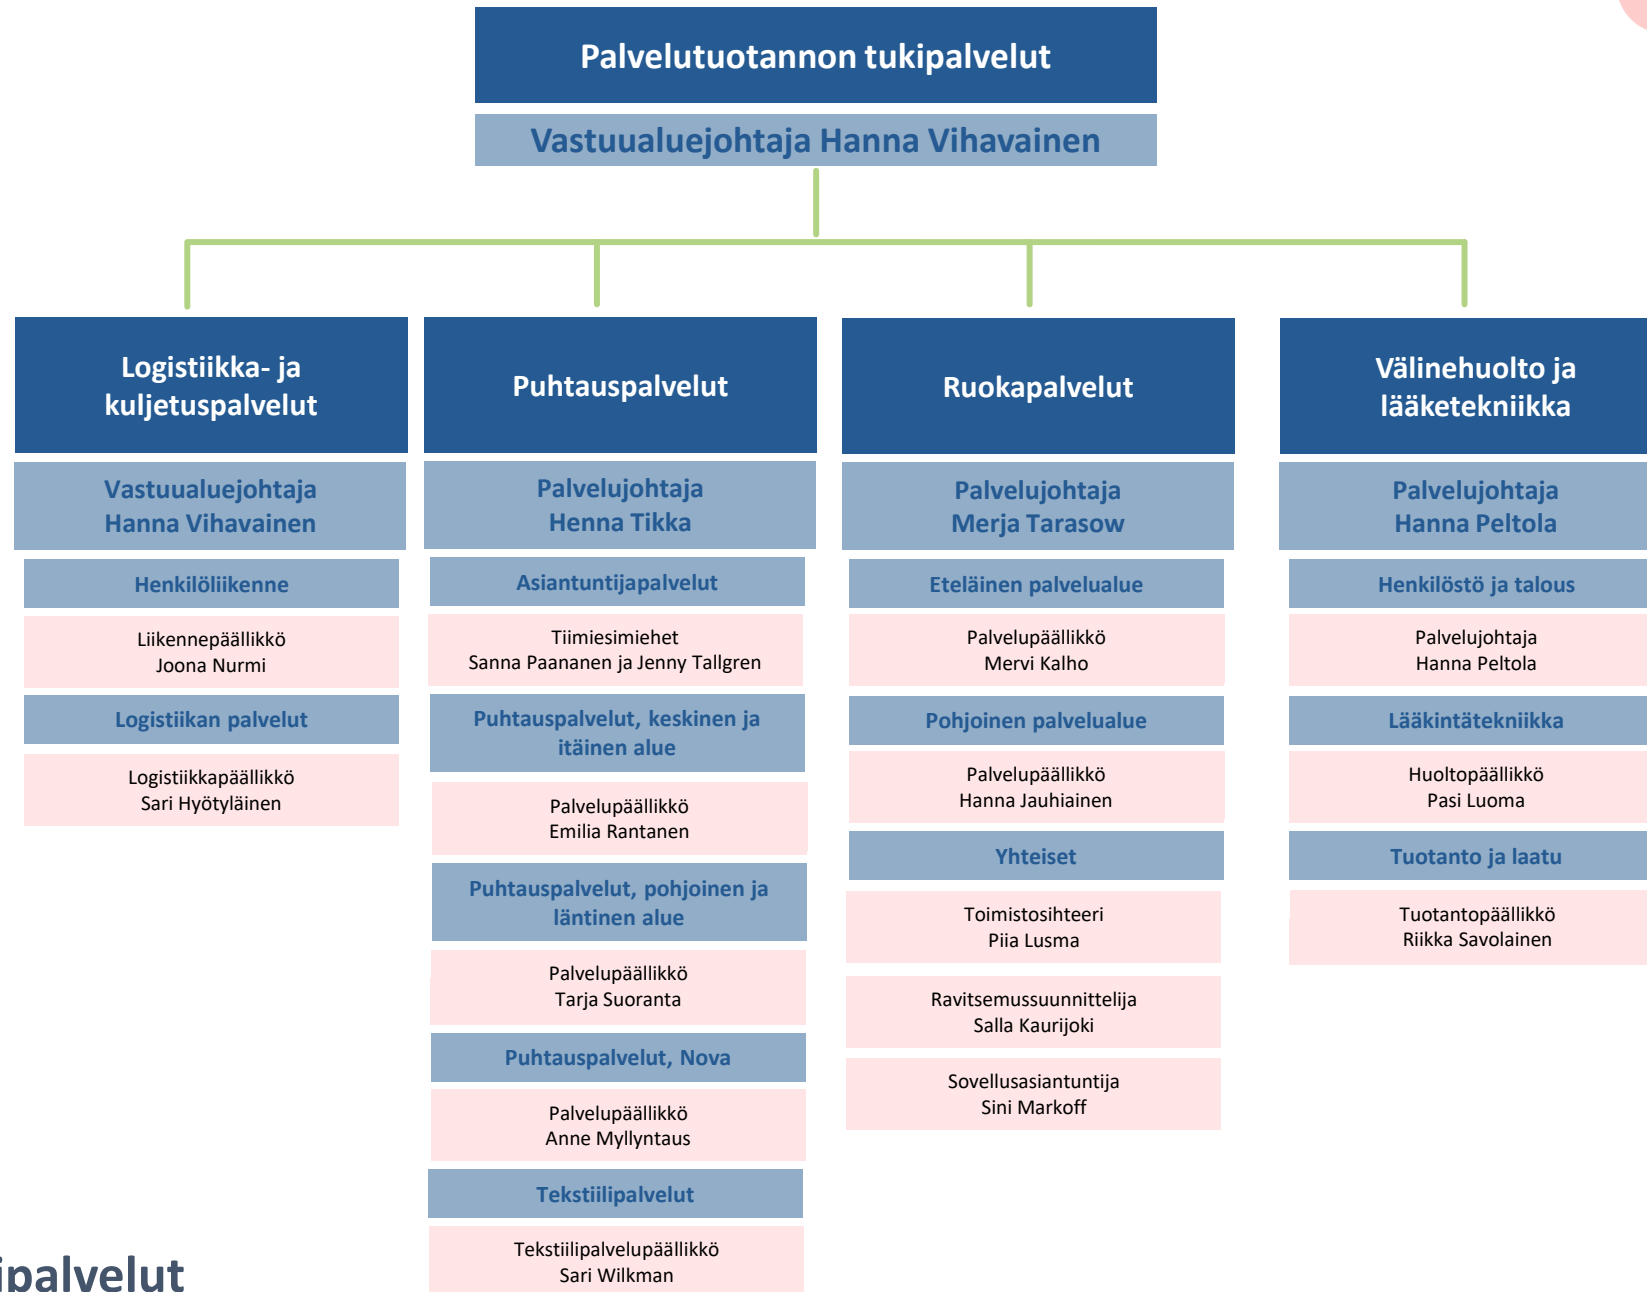 Palvelutuotannon tukipalvelut
Vastuualuejohtaja Hanna Vihavainen
Logistiikka- ja
kuljetuspalvelut
Vastuualuejohtaja
Hanna Vihavainen
Henkilöliikenne
Liikennepäällikkö
Joona Nurmi
Logistiikan palvelut
Logistiikkapäällikkö
Sari Hyötyläinen
Puhtauspalvelut
Palvelujohtaja
Henna Tikka
Asiantuntijapalvelut
Tiimiesimiehet
Sanna Paananen ja Jenny Tallgren
Puhtauspalvelut, keskinen ja
itäinen alue
Palvelupäällikkö
Emilia Rantanen
Puhtauspalvelut, pohjoinen ja
läntinen alue
Palvelupäällikkö
Tarja Suoranta
Puhtauspalvelut, Nova
Palvelupäällikkö
Anne Myllyntaus
Tekstiilipalvelut
Tekstiilipalvelupäällikkö
Sari Wilkman
Ruokapalvelut
Palvelujohtaja
Merja Tarasow
Eteläinen palvelualue
Palvelupäällikkö
Mervi Kalho
Pohjoinen palvelualue
Palvelupäällikkö
Hanna Jauhiainen
Yhteiset
Toimistosihteeri
Piia Lusma
Ravitsemussuunnittelija
Salla Kaurijoki
Sovellusasiantuntija
Sini Markoff
Välinehuolto ja
lääketekniikka
Palvelujohtaja
Hanna Peltola
Henkilöstö ja talous
Palvelujohtaja
Hanna Peltola
Lääkintätekniikka
Huoltopäällikkö
Pasi Luoma
Tuotanto ja laatu
Tuotantopäällikkö
Riikka Savolainen
ipalvelut